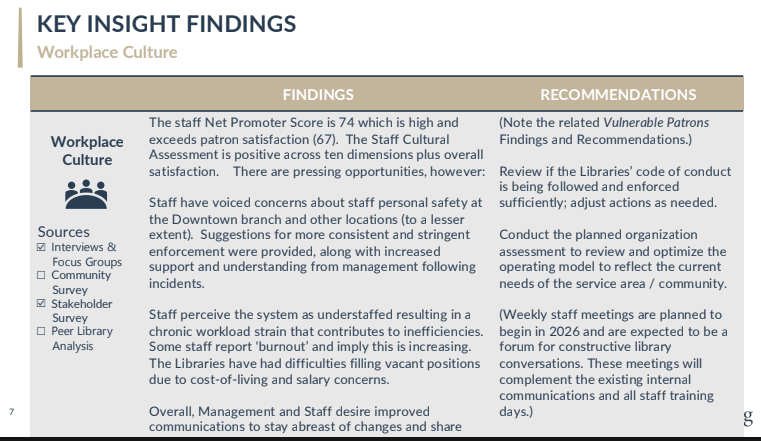 KEY INSIGHT FINDINGS
Workplace Culture
FINDINGS
RECOMMENDATIONS
Workplace
Culture
Sources
☑ Interviews &
Focus Groups
☐ Community
Survey
☑ Stakeholder
Survey
☐ Peer Library
Analysis
The staff Net Promoter Score is 74 which is high and
exceeds patron satisfaction (67). The Staff Cultural
Assessment is positive across ten dimensions plus overall
satisfaction. There are pressing opportunities, however:
Staff have voiced concerns about staff personal safety at
the Downtown branch and other locations (to a lesser
extent). Suggestions for more consistent and stringent
enforcement were provided, along with increased
support and understanding from management following
incidents.
Staff perceive the system as understaffed resulting in a
chronic workload strain that contributes to inefficiencies.
Some staff report ‘burnout’ and imply this is increasing.
The Libraries have had difficulties filling vacant positions
due to cost-of-living and salary concerns.
Overall, Management and Staff desire improved
communications to stay abreast of changes and share
(Note the related Vulnerable Patrons
Findings and Recommendations.)
Review if the Libraries’ code of conduct
is being followed and enforced
sufficiently; adjust actions as needed.
Conduct the planned organization
assessment to review and optimize the
operating model to reflect the current
needs of the service area / community.
(Weekly staff meetings are planned to
begin in 2026 and are expected to be a
forum for constructive library
conversations. These meetings will
complement the existing internal
communications and all staff training
days.)
7
g